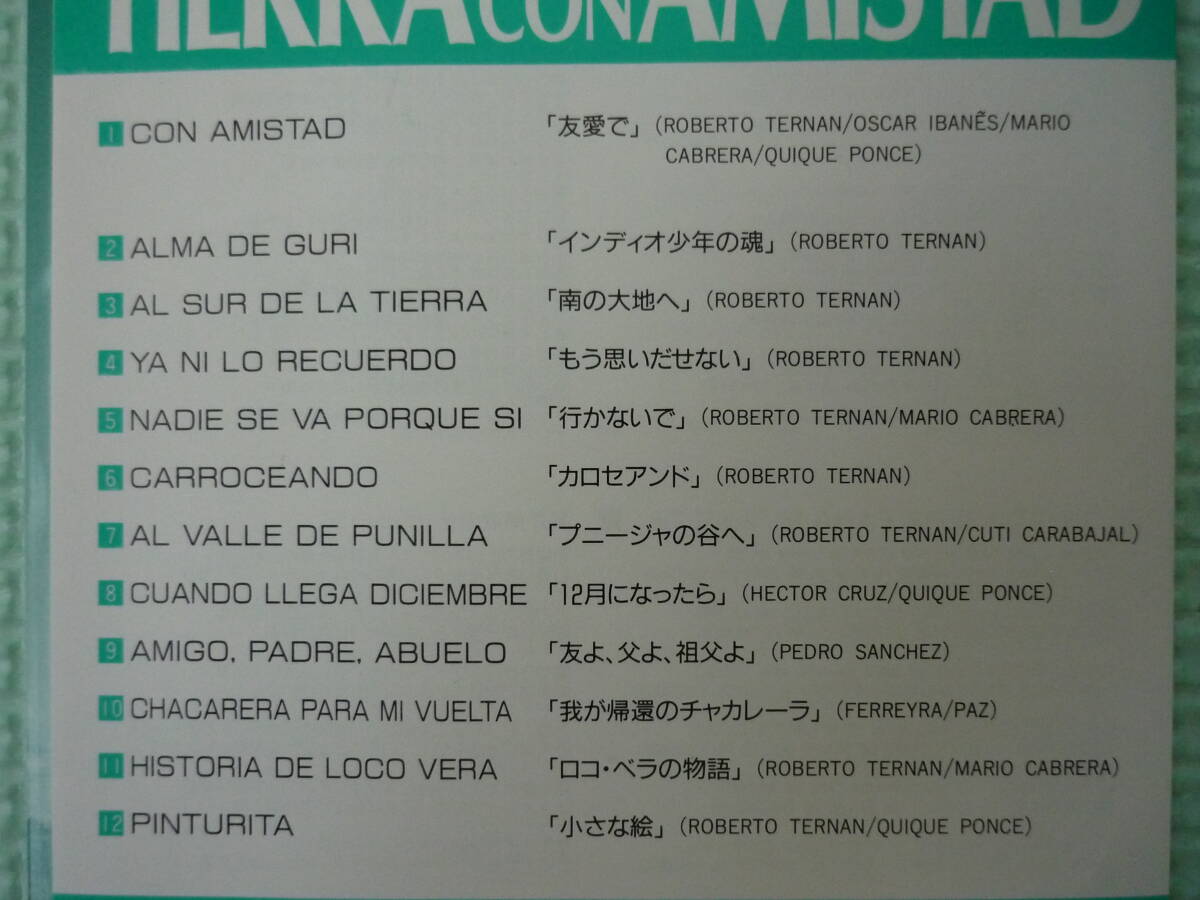 TIERRA CON AMISTAD
1 CON AMISTAD 「友愛で」 (ROBERTO TERNAN/OSCAR IBANẼS/MARIO
CABRERA/QUIQUE PONCE)
2 ALMA DE GURI 「インディオ少年の魂」 (ROBERTO TERNAN)
3 AL SUR DE LA TIERRA 「南の大地へ」 (ROBERTO TERNAN)
4 YA NI LO RECUERDO 「もう思いだせない」 (ROBERTO TERNAN)
5 NADIE SE VA PORQUE SI 「行かないで」 (ROBERTO TERNAN/MARIO CABRERA)
6 CARROCEANDO 「カロセアンド」 (ROBERTO TERNAN)
7 AL VALLE DE PUNILLA 「プニージャの谷へ」 (ROBERTO TERNAN/CUTI CARABAJAL)
8 CUANDO LLEGA DICIEMBRE 「12月になったら」 (HECTOR CRUZ/QUIQUE PONCE)
9 AMIGO, PADRE, ABUELO 「友よ、父よ、祖父よ」 (PEDRO SANCHEZ)
10 CHACARERA PARA MI VUELTA 「我が帰還のチャカレーラ」 (FERREYRA/PAZ)
11 HISTORIA DE LOCO VERA 「ロコ・ベラの物語」 (ROBERTO TERNAN/MARIO CABRERA)
12 PINTURITA 「小さな絵」 (ROBERTO TERNAN/QUIQUE PONCE)